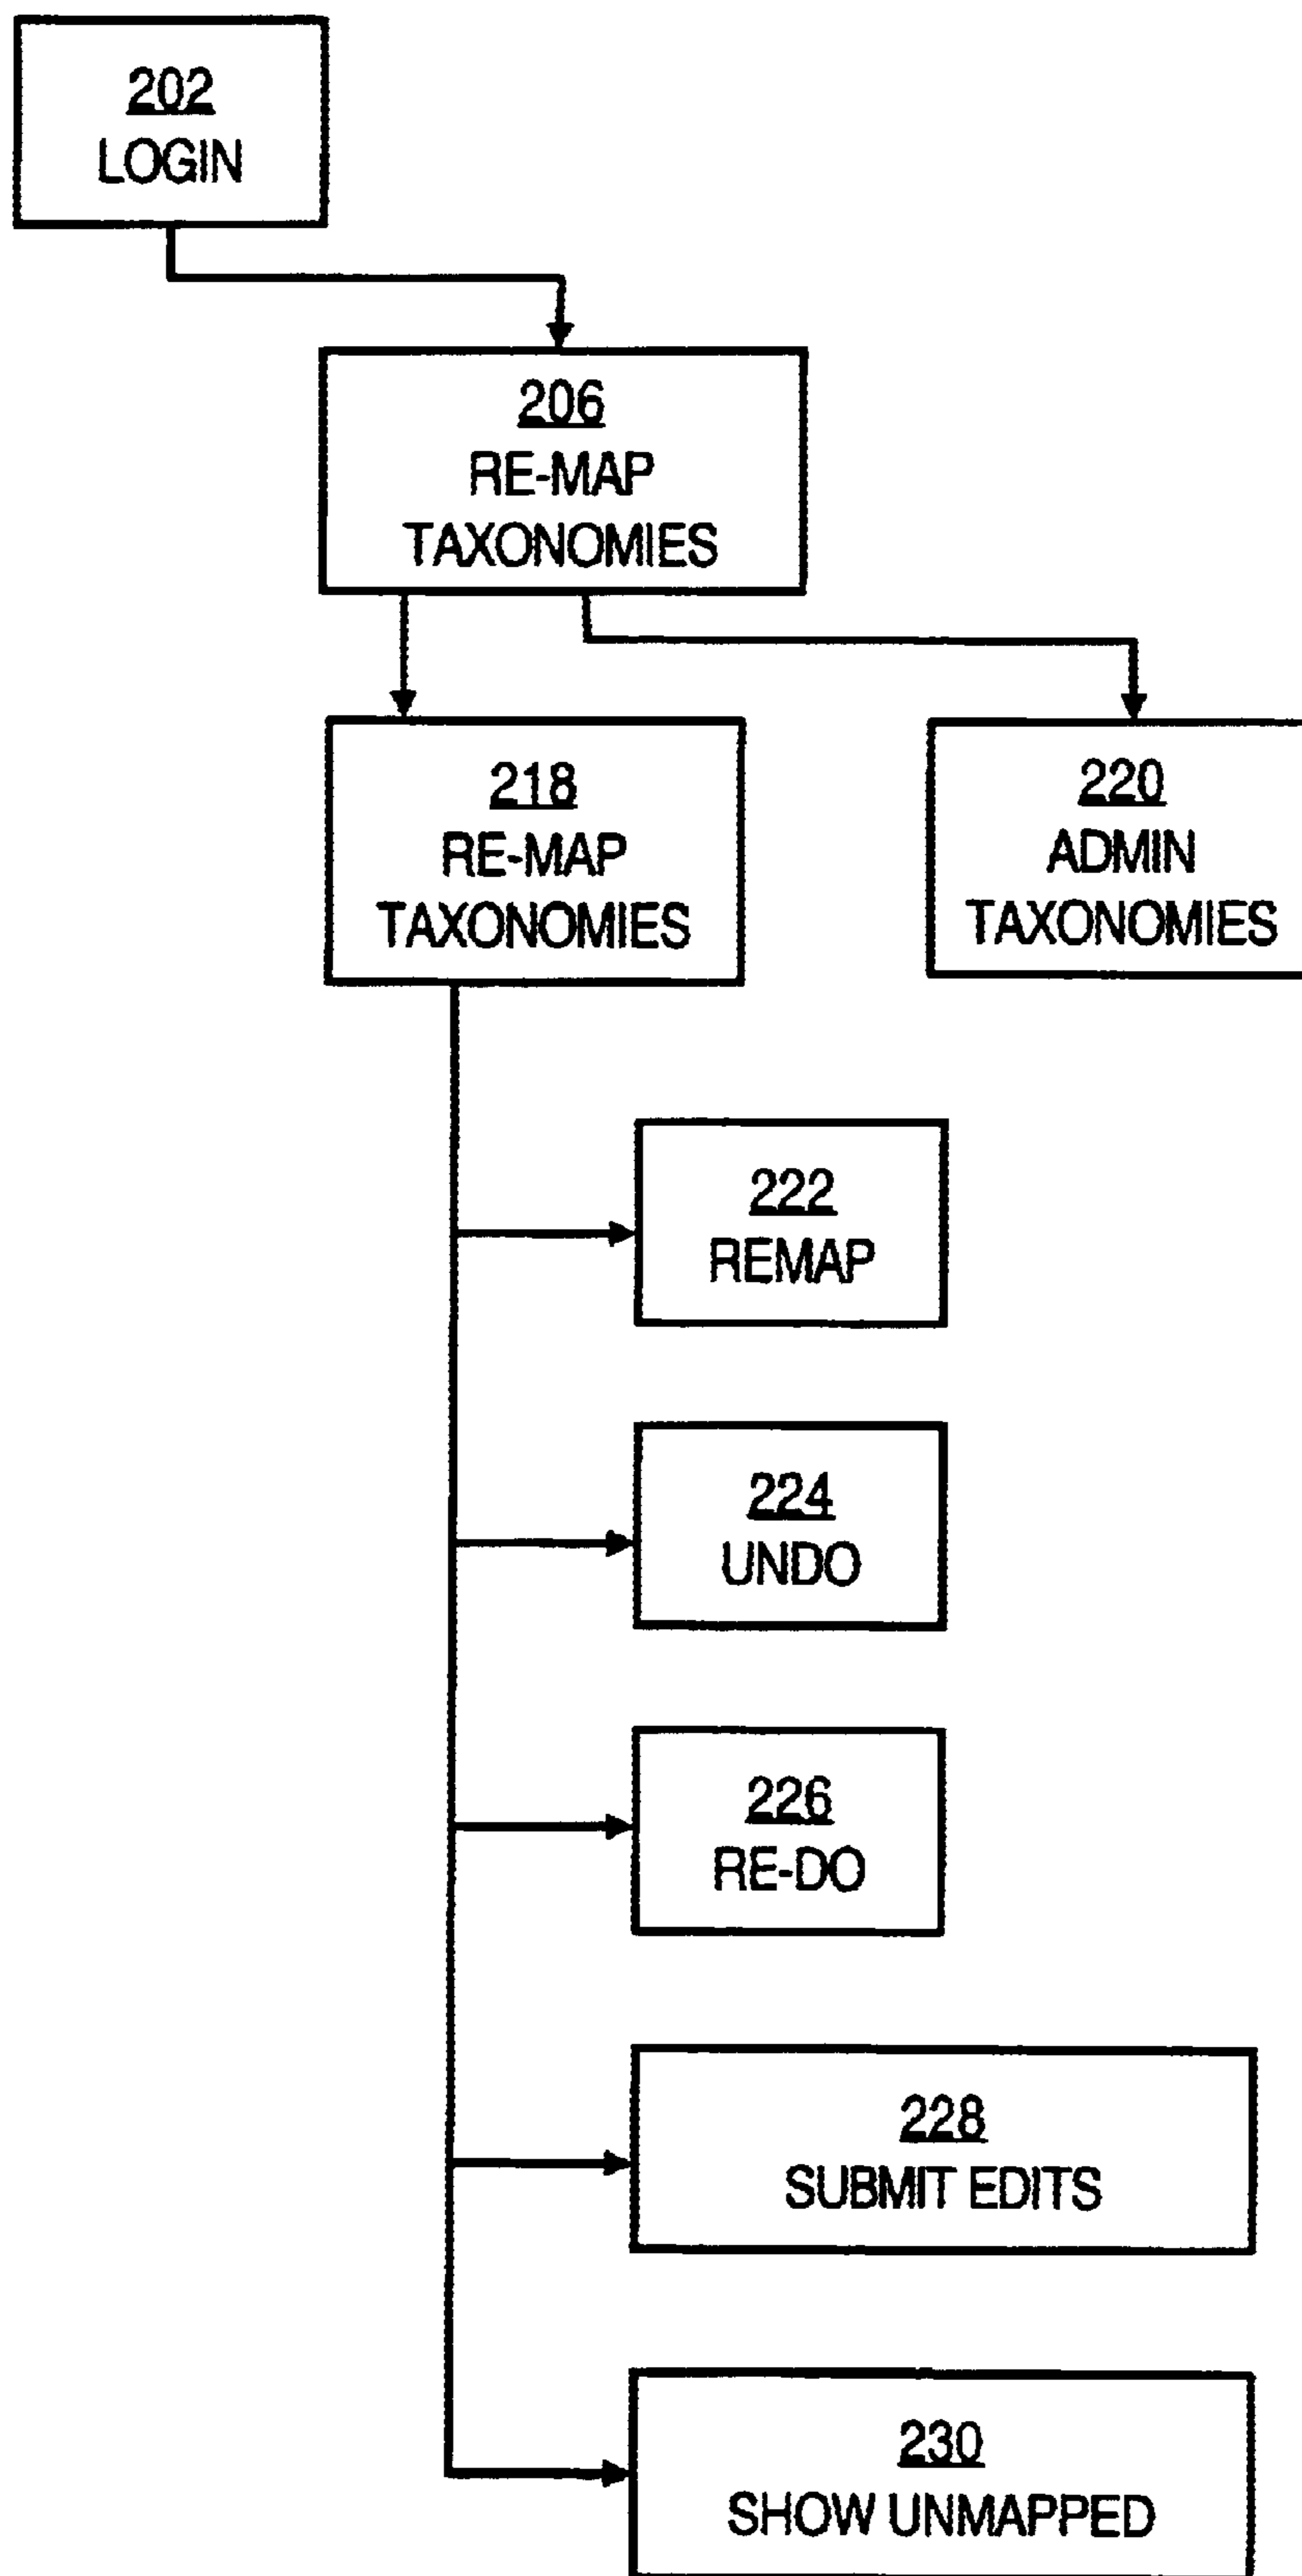 202
LOGIN
206
RE-MAP
TAXONOMIES
218
RE-MAP
TAXONOMIES
220
ADMIN
TAXONOMIES
222
REMAP
224
UNDO
226
RE-DO
228
SUBMIT EDITS
230
SHOW UNMAPPED